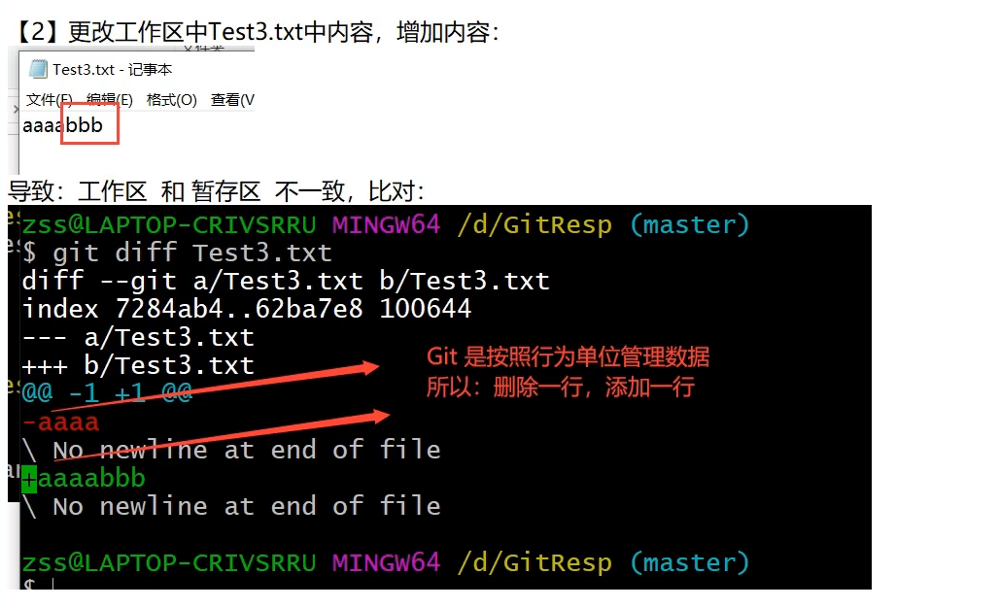 【2】更改工作区中Test3.txt中内容，增加内容：
Test3.txt - 记事本
文件(F) 编辑(E) 格式(O) 查看(V
aaaabbb
导致：工作区 和 暂存区 不一致，比对：
zss@LAPTOP-CRIVSRRU MINGW64 /d/GitResp (master)
$ git diff Test3.txt
diff --git a/Test3.txt b/Test3.txt
index 7284ab4..62ba7e8 100644
--- a/Test3.txt
+++ b/Test3.txt
Git 是按照行为单位管理数据
所以：删除一行，添加一行
@@ -1 +1 @@
-aaaa
\ No newline at end of file
+aaaabbb
\ No newline at end of file
zss@LAPTOP-CRIVSRRU MINGW64 /d/GitResp (master)
$